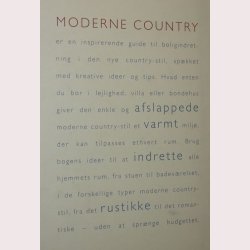 MODERNE COUNTRY
er en inspirerende guide til boligindret-
ning i den nye country-stil, spækket
med kreative ideer og tips. Hvad enten
du bor i lejlighed, villa eller bondehus
giver den enkle og afslappede
moderne country-stil et varmt miljø,
der kan tilpasses ethvert rum. Brug
bogens ideer til at indrette alle
hjemmets rum, fra stuen til badeværelset,
i de forskellige typer moderne country-
stil, fra det rustikke til det roman-
tiske – uden at sprænge budgettet.